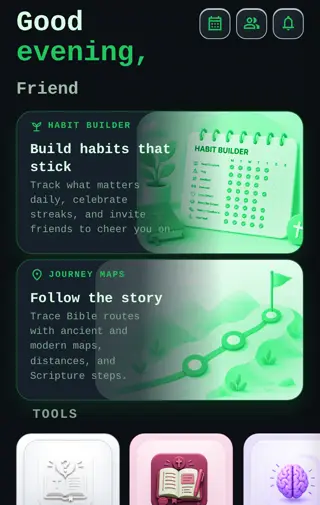 Good
evening,
Friend
HABIT BUILDER
Build habits that
stick
Track what matters
daily, celebrate
streaks, and invite
friends to cheer you on.
HABIT BUILDER
JOURNEY MAPS
Follow the story
Trace Bible routes
with ancient and
modern maps,
distances, and
Scripture steps.
TOOLS